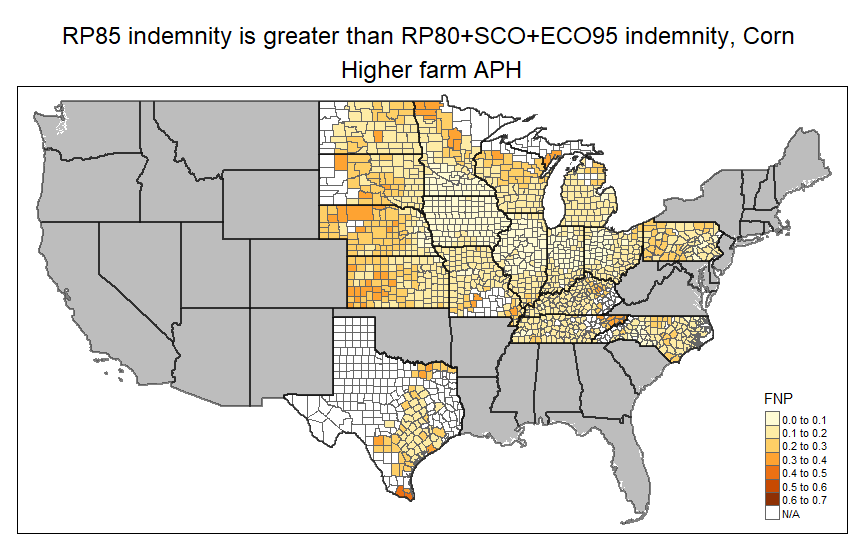 RP85 indemnity is greater than RP80+SCO+ECO95 indemnity, Corn
Higher farm APH
FNP
0.0 to 0.1
0.1 to 0.2
0.2 to 0.3
0.3 to 0.4
0.4 to 0.5
0.5 to 0.6
0.6 to 0.7
N/A